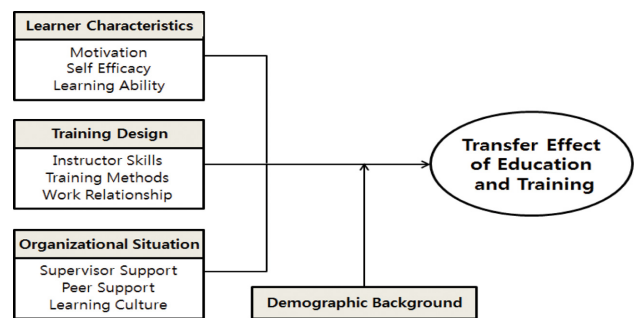 Learner Characteristics
Motivation
Self Efficacy
Learning Ability
Training Design
Instructor Skills
Training Methods
Work Relationship
Organizational Situation
Supervisor Support
Peer Support
Learning Culture
Demographic Background
Transfer Effect
of Education
and Training